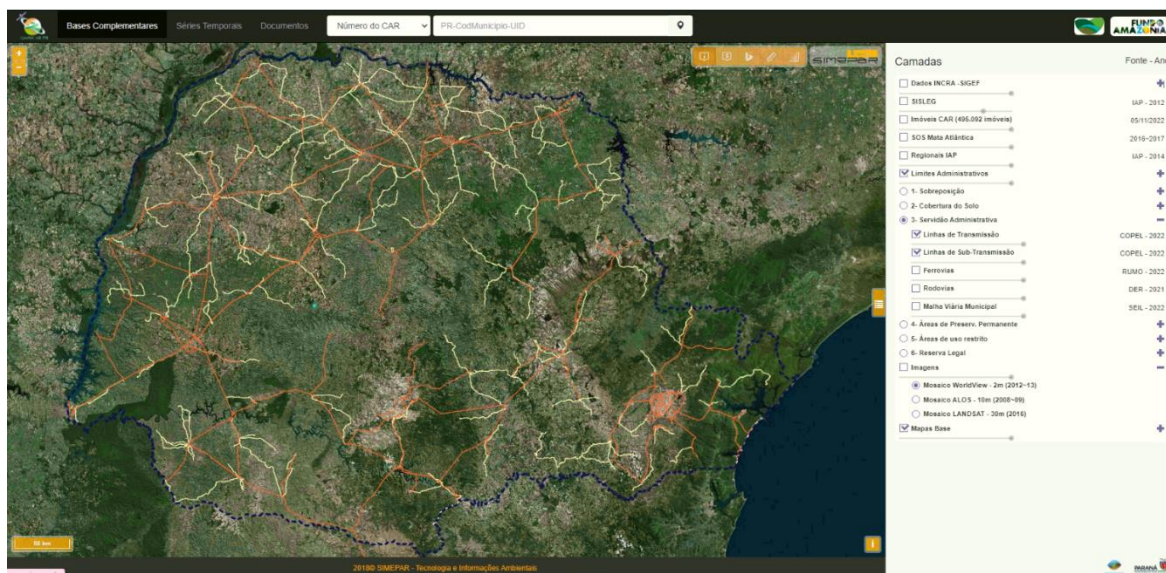 Bases Complementares Séries Temporais Documentos Número do CAR PR-CodMunicipio-UID
FUNDO
AMAZÔNIA
SIMEPAR
Camadas Fonte - Ano
Dados INCRA -SIGEF
SISLEG IAP - 2012
Imóveis CAR (496.092 imóveis) 05/11/2022
SOS Mata Atlântica 2016~2017
Regionais IAP IAP - 2014
Limites Administrativos
1- Sobreposição
2- Cobertura do Solo
3- Servidão Administrativa
Linhas de Transmissão COPEL - 2022
Linhas de Sub-Transmissão COPEL - 2022
Ferrovias RUMO - 2022
Rodovias DER - 2021
Malha Viária Municipal SEIL - 2022
4- Áreas de Preserv. Permanente
5- Áreas de uso restrito
6- Reserva Legal
Imagens
Mosaico WorldView - 2m (2012~13)
Mosaico ALOS - 10m (2008~09)
Mosaico LANDSAT - 30m (2016)
Mapas Base
50 km
2018© SIMEPAR - Tecnologia e Informações Ambientais
PARANÁ